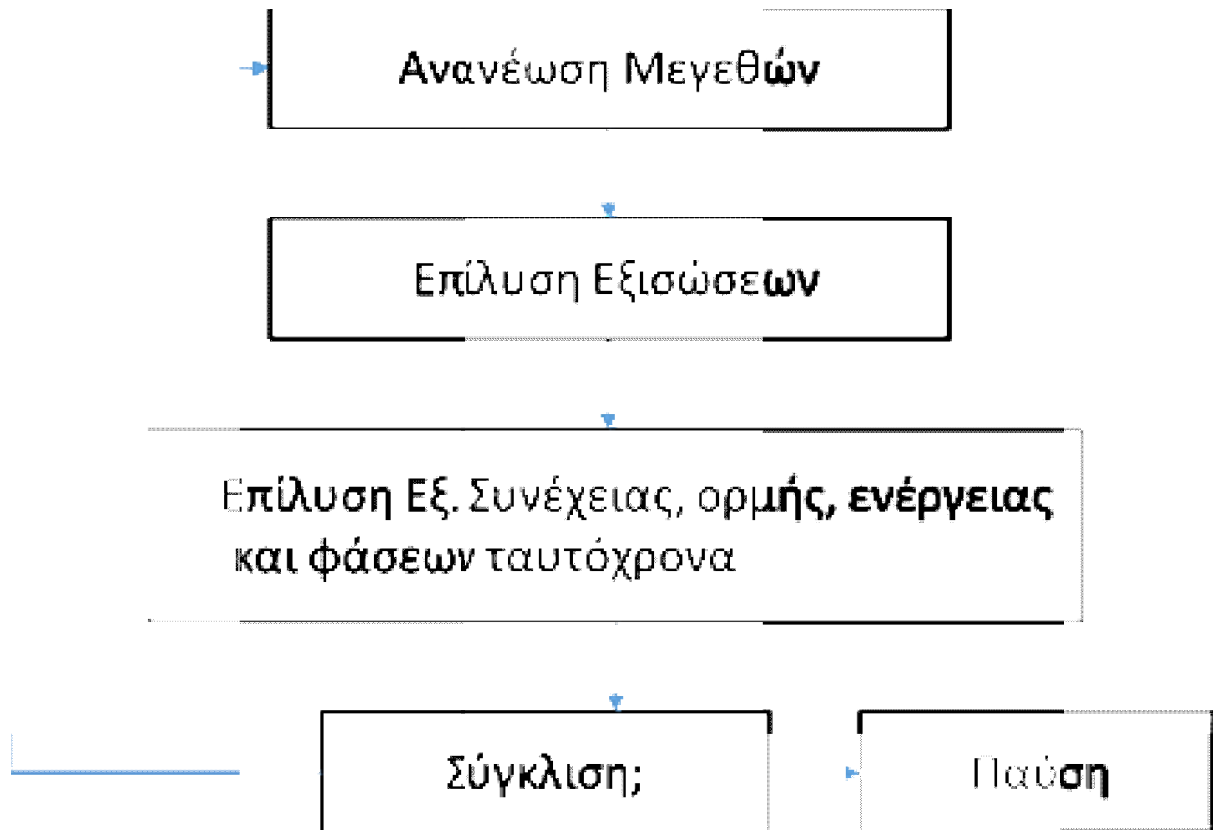 Ανανέωση Μεγεθών
Επίλυση Εξισώσεων
Επίλυση Εξ. Συνέχειας, ορμής, ενέργειας
και φάσεων ταυτόχρονα
Σύγκλιση;
Παύση